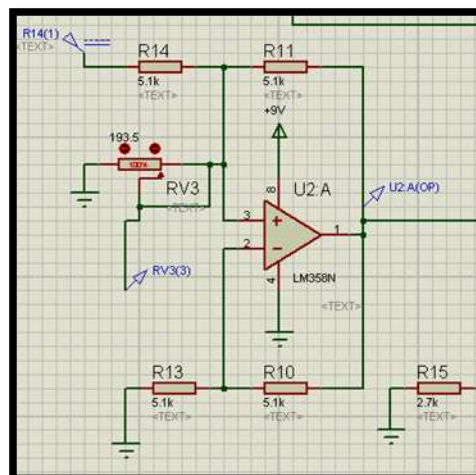 R14(1)
<TEXT>
R14
5.1k
<TEXT>
R11
5.1k
<TEXT>
+9V
193.5
100%
RV3
<TEXT>
8
U2:A
3
2
1
U2:A(OP)
4
LM358N
<TEXT>
RV3(3)
R13
5.1k
<TEXT>
R10
5.1k
<TEXT>
R15
2.7k
<TEXT>